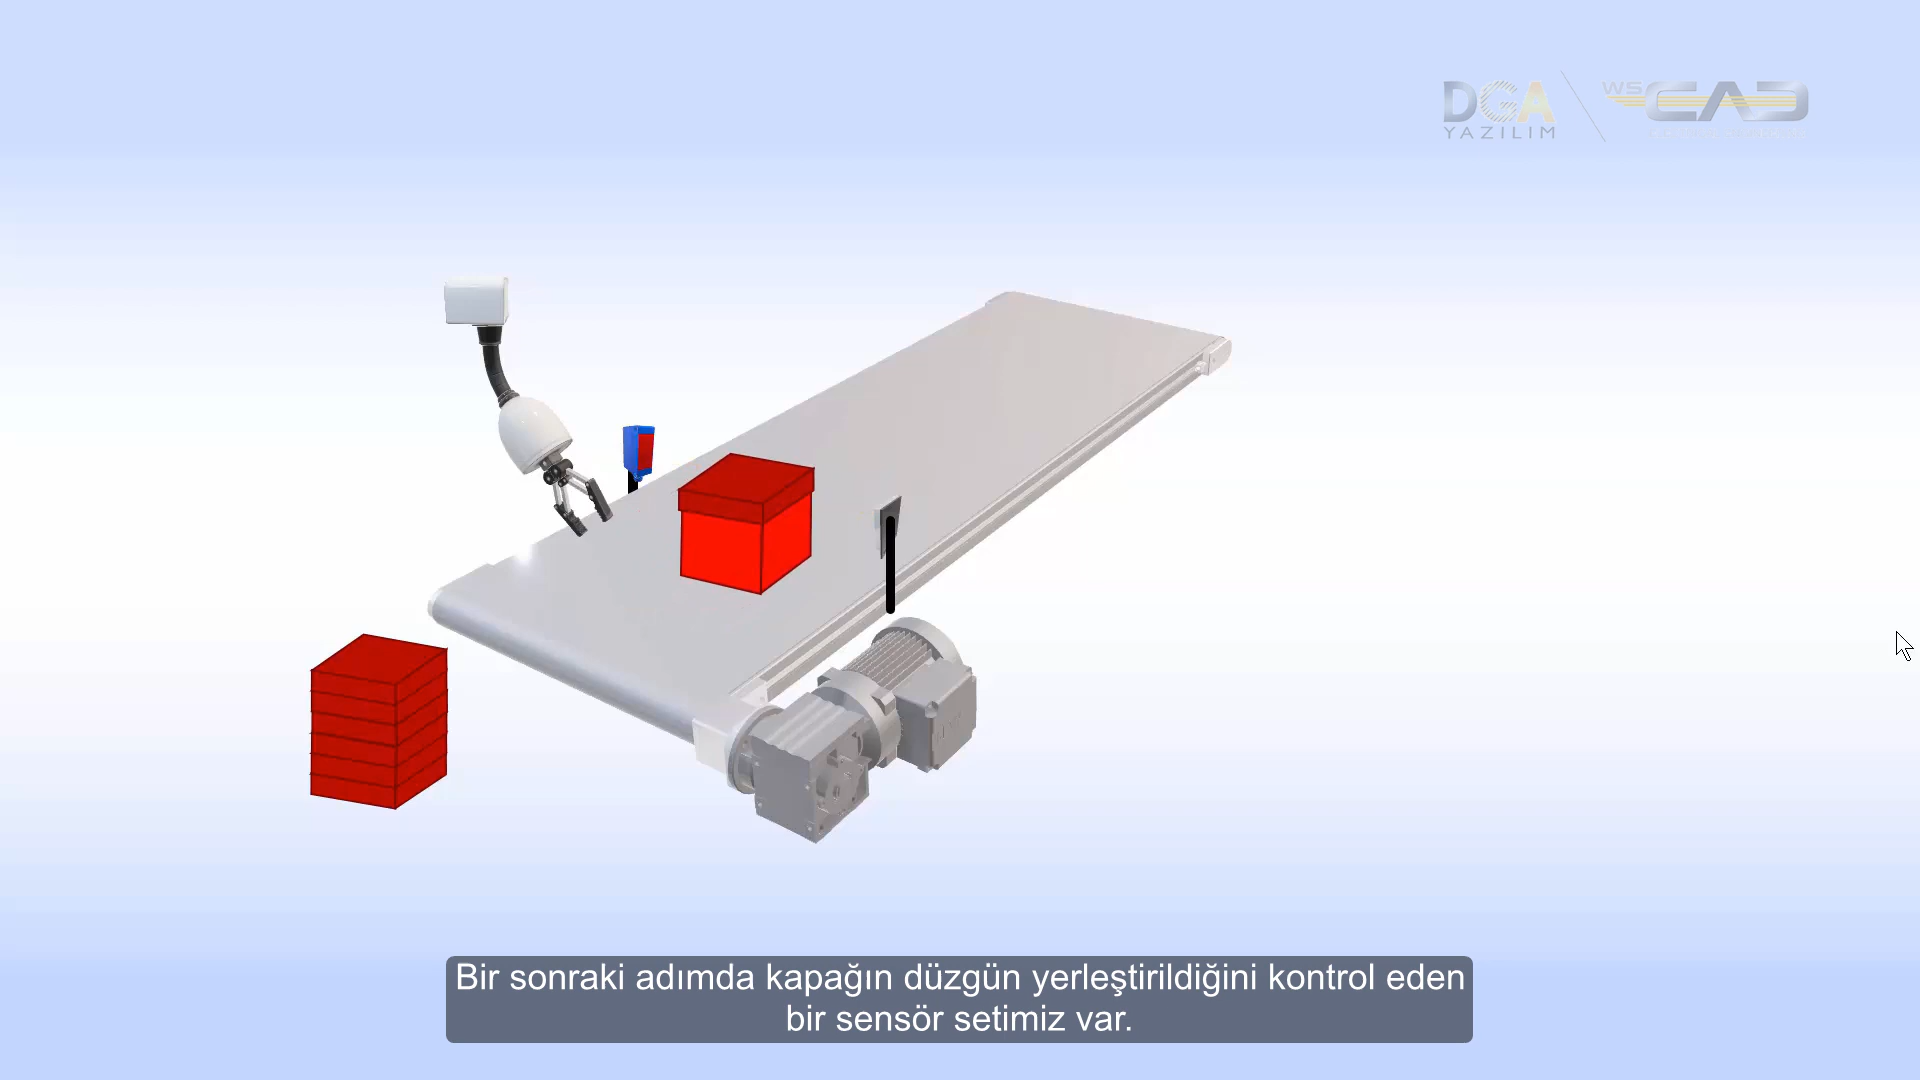 DGA
YAZILIM
WS
CAD
Bir sonraki adımda kapağın düzgün yerleştirildiğini kontrol eden
bir sensör setimiz var.